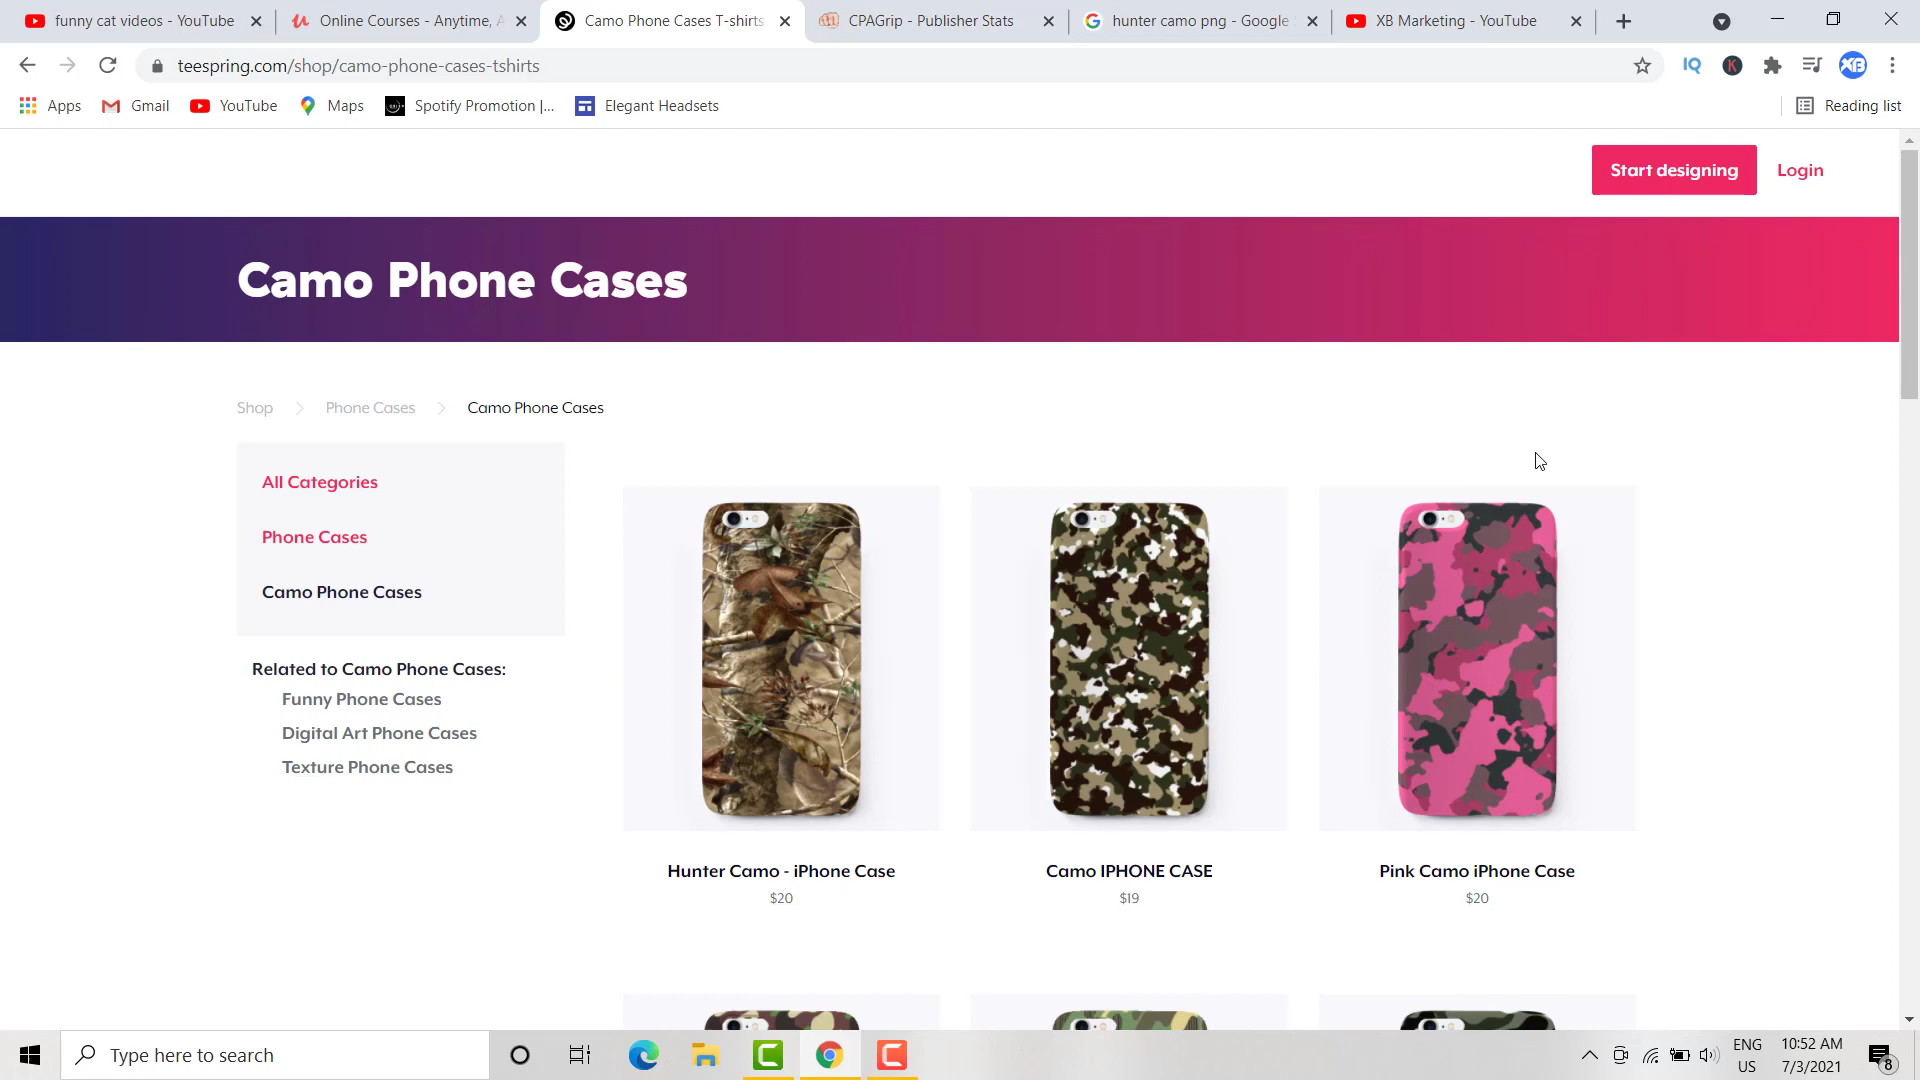 funny cat videos - YouTube
Online Courses - Anytime, A
Camo Phone Cases T-shirts
CPAGrip - Publisher Stats
hunter camo png - Google
XB Marketing - YouTube
teespring.com/shop/camo-phone-cases-tshirts
IQ
K
XB
Apps
Gmail
YouTube
Maps
Spotify Promotion |...
Elegant Headsets
Reading list
Start designing
Login
Camo Phone Cases
Shop
Phone Cases
Camo Phone Cases
All Categories
Phone Cases
Camo Phone Cases
Related to Camo Phone Cases:
Funny Phone Cases
Digital Art Phone Cases
Texture Phone Cases
Hunter Camo - iPhone Case
$20
Camo IPHONE CASE
$19
Pink Camo iPhone Case
$20
Type here to search
ENG
US
10:52 AM
7/3/2021
8